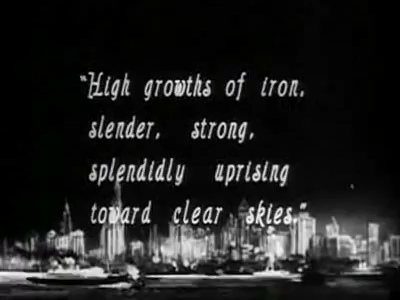 "High growths of iron,
slender, strong,
splendidly uprising
toward clear skies."